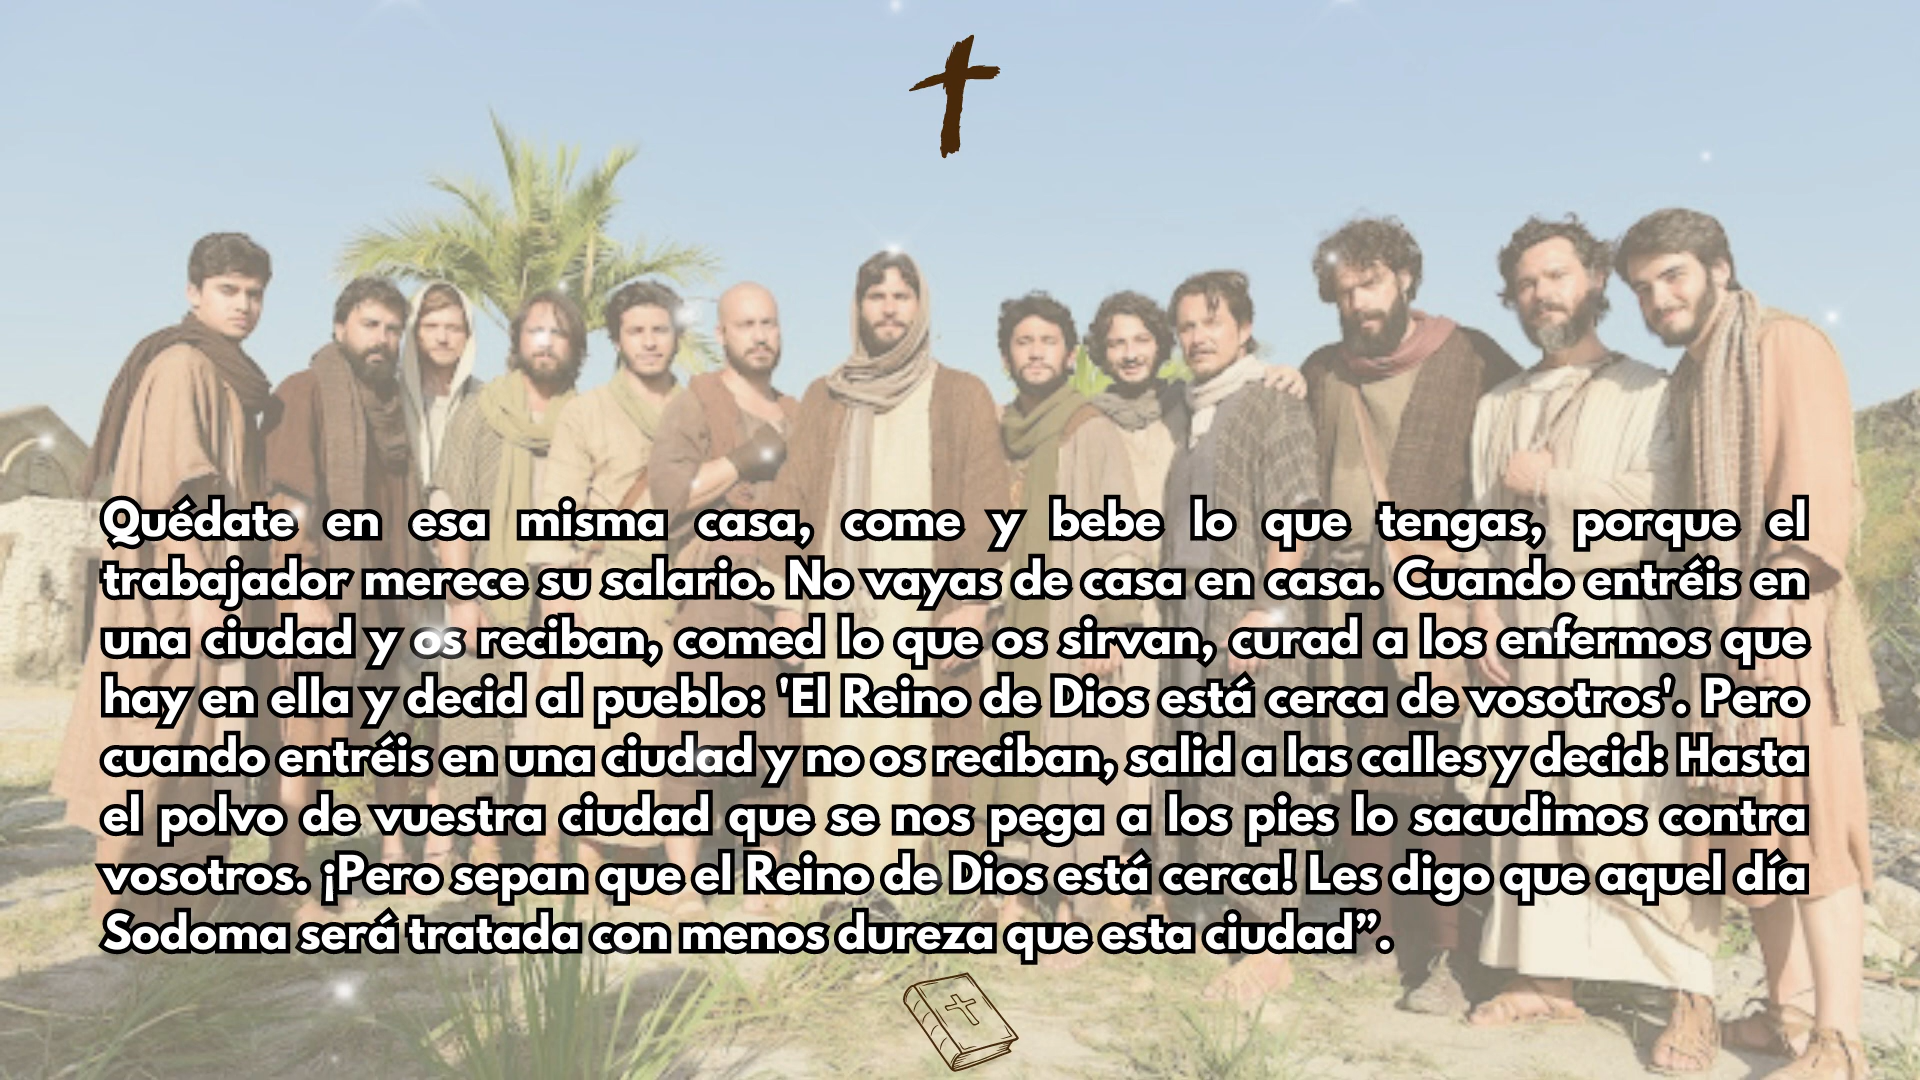 Quédate en esa misma casa, come y bebe lo que tengas, porque el
trabajador merece su salario. No vayas de casa en casa. Cuando entréis en
una ciudad y os reciban, comed lo que os sirvan, curad a los enfermos que
hay en ella y decid al pueblo: 'El Reino de Dios está cerca de vosotros'. Pero
cuando entréis en una ciudad y no os reciban, salid a las calles y decid: Hasta
el polvo de vuestra ciudad que se nos pega a los pies lo sacudimos contra
vosotros. ¡Pero sepan que el Reino de Dios está cerca! Les digo que aquel día
Sodoma será tratada con menos dureza que esta ciudad”.